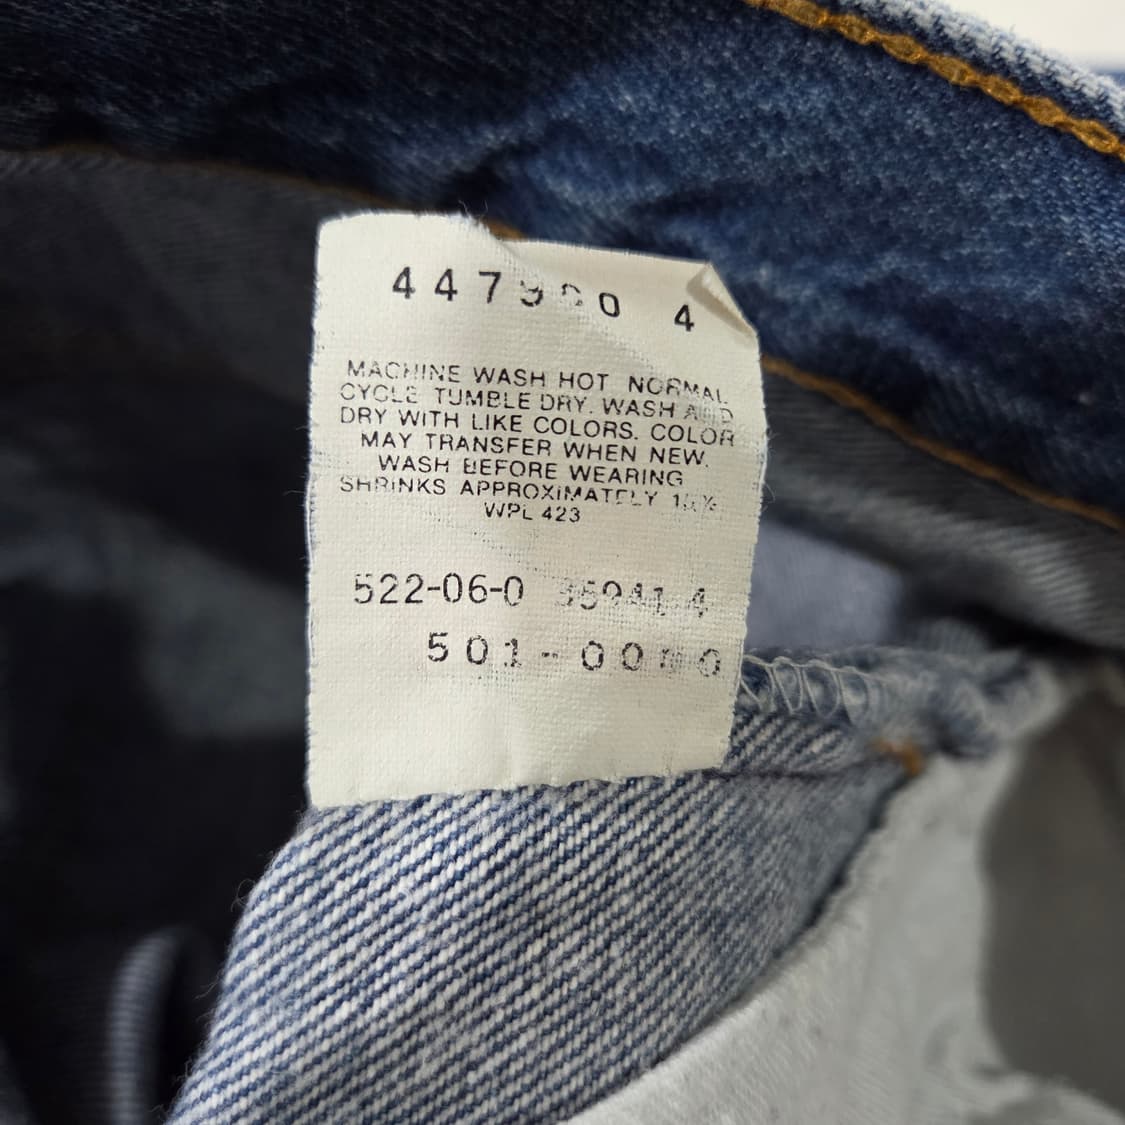 4
MACHINE WASH HOT NORMAL
CYCLE TUMBLE DRY. WASH AND
DRY WITH LIKE COLORS. COLOR
MAY TRANSFER WHEN NEW.
WASH BEFORE WEARING
SHRINKS APPROXIMATELY
WPL 423
522-06-0